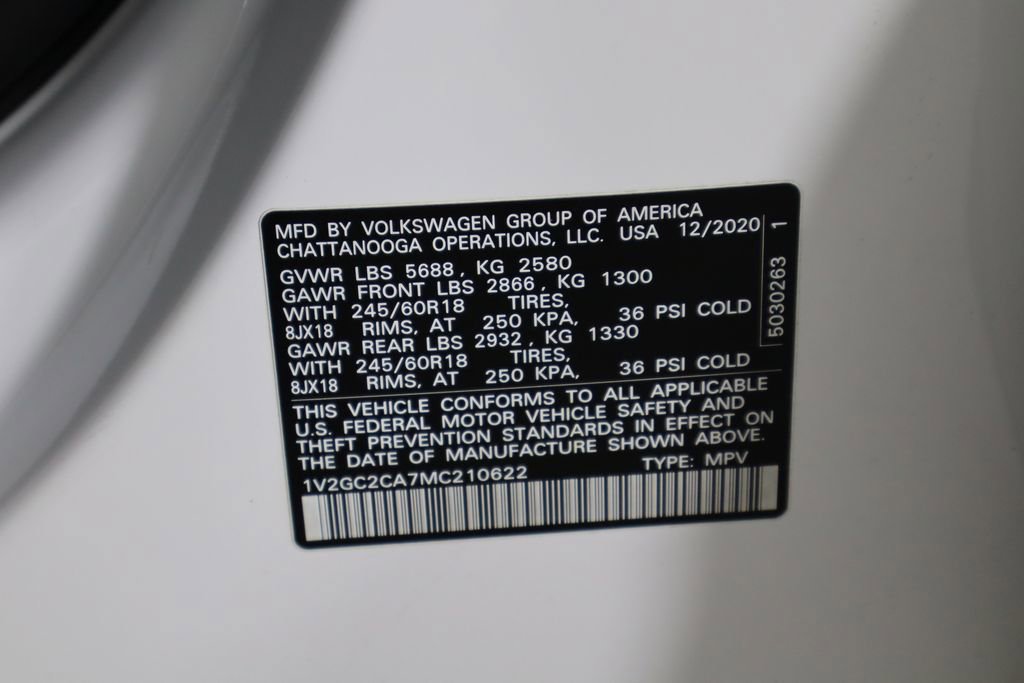 MFD BY VOLKSWAGEN GROUP OF AMERICA
CHATTANOOGA OPERATIONS, LLC. USA 12/2020
GVWR LBS 5688, KG 2580
GAWR FRONT LBS 2866, KG 1300
WITH 245/60R18 TIRES,
8JX18 RIMS, AT 250 KPA, 36 PSI COLD
GAWR REAR LBS 2932, KG 1330
WITH 245/60R18 TIRES,
8JX18 RIMS, AT 250 KPA, 36 PSI COLD
THIS VEHICLE CONFORMS TO ALL APPLICABLE
U.S. FEDERAL MOTOR VEHICLE SAFETY AND
THEFT PREVENTION STANDARDS IN EFFECT ON
THE DATE OF MANUFACTURE SHOWN ABOVE.
1V2GC2CA7MC210622 TYPE: MPV
5030263 1